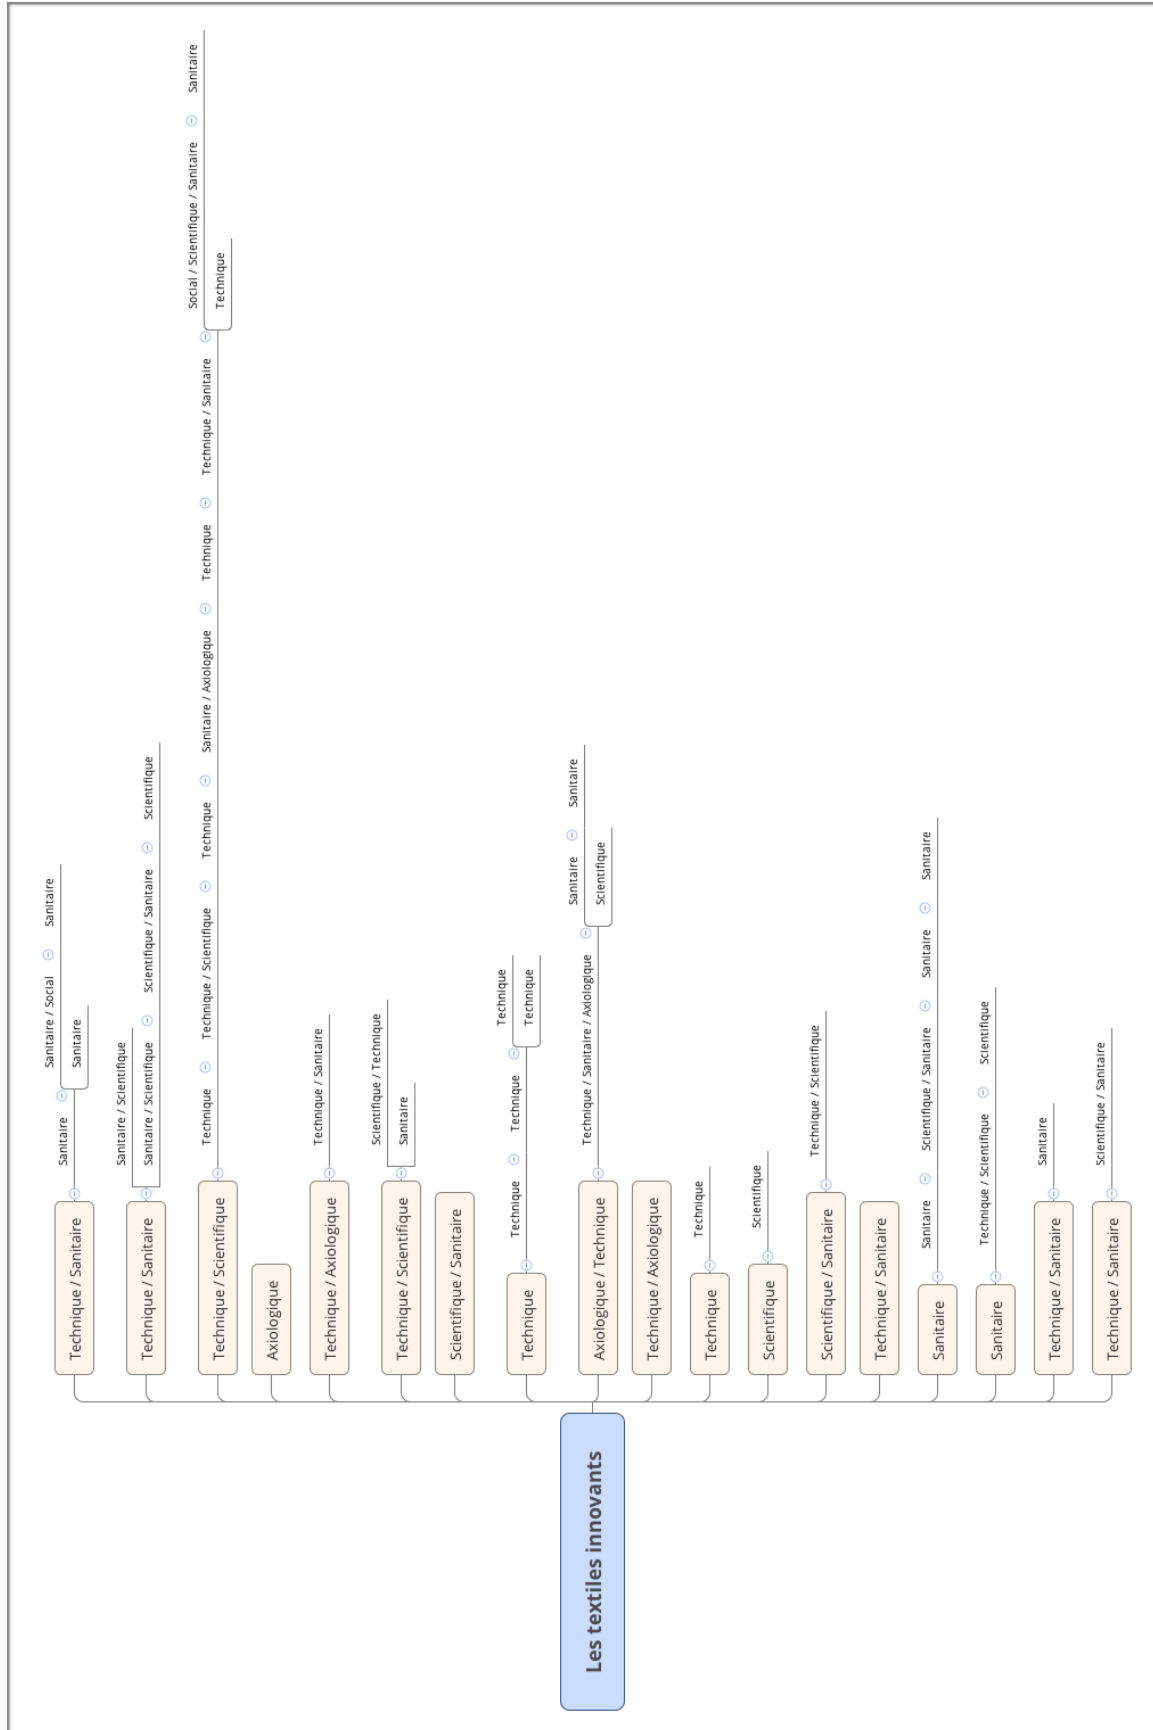 Les textiles innovants
Technique / Sanitaire
Sanitaire
Sanitaire / Social
Sanitaire
Sanitaire
Technique / Sanitaire
Sanitaire / Scientifique
Sanitaire / Scientifique
Scientifique / Sanitaire
Scientifique
Technique / Scientifique
Technique
Technique / Scientifique
Technique
Sanitaire / Axiologique
Technique
Technique / Sanitaire
Social / Scientifique / Sanitaire
Sanitaire
Technique
Axiologique
Technique / Axiologique
Technique / Sanitaire
Technique / Scientifique
Scientifique / Technique
Sanitaire
Scientifique / Sanitaire
Technique
Technique
Technique
Technique
Technique
Axiologique / Technique
Technique / Sanitaire / Axiologique
Sanitaire
Sanitaire
Scientifique
Technique / Axiologique
Technique
Technique
Scientifique
Scientifique
Scientifique / Sanitaire
Technique / Scientifique
Technique / Sanitaire
Sanitaire
Sanitaire
Scientifique / Sanitaire
Sanitaire
Sanitaire
Sanitaire
Technique / Scientifique
Scientifique
Technique / Sanitaire
Sanitaire
Technique / Sanitaire
Scientifique / Sanitaire